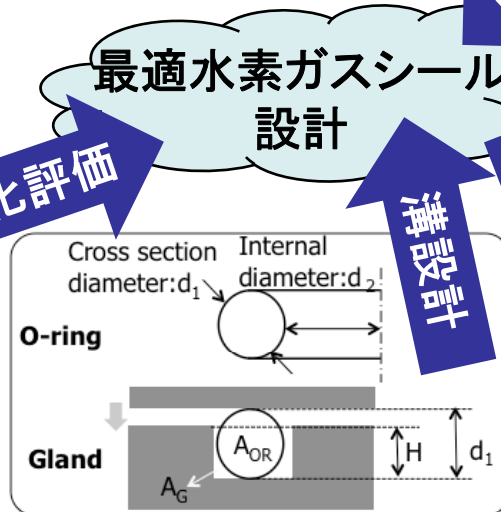 最適水素ガスシール
設計
化評価
溝設計
Cross section
diameter:d1
Internal
diameter:d2
O-ring
Gland
AOR
AG
H
d1